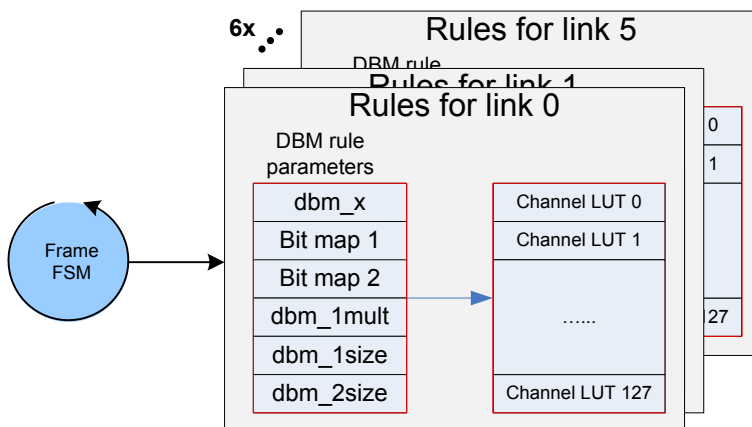 6x
Rules for link 5
DBM rule
0
1
127
Rules for link 1
Rules for link 0
DBM rule
parameters
dbm_x
Bit map 1
Bit map 2
dbm_1mult
dbm_1size
dbm_2size
Channel LUT 0
Channel LUT 1
…...
Channel LUT 127
Frame
FSM